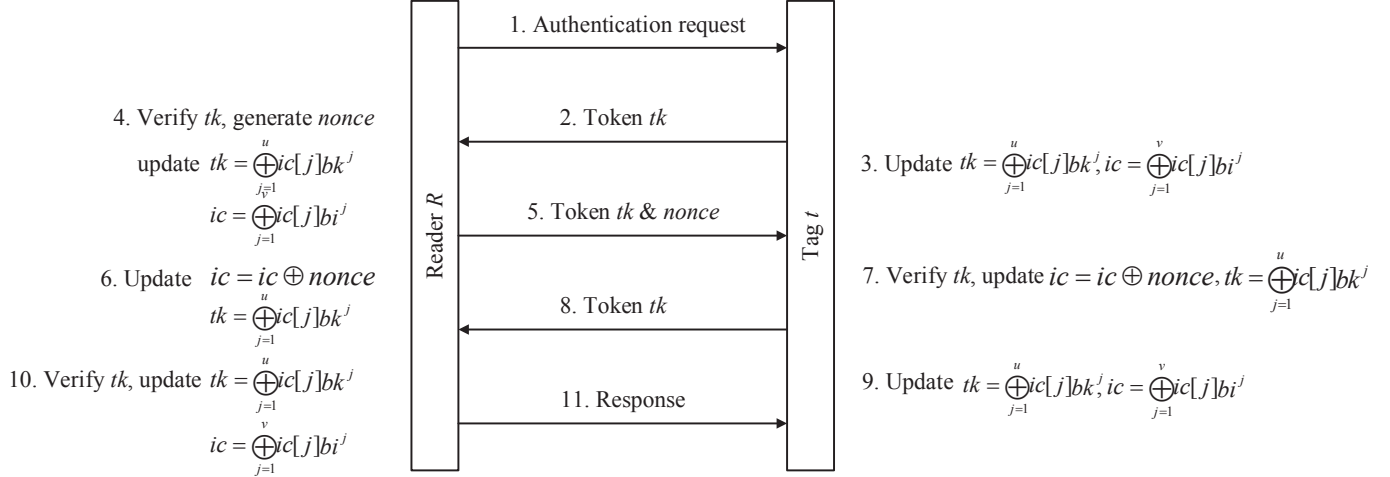 1. Authentication request
4. Verify tk, generate nonce
2. Token tk
update tk = ⊕_{j=1}^{u} ic[j]bk^j
3. Update tk = ⊕_{j=1}^{u} ic[j]bk^j, ic = ⊕_{j=1}^{v} ic[j]bi^j
ic = ⊕_{j=1}^{v} ic[j]bi^j
5. Token tk & nonce
Reader R
Tag t
6. Update ic = ic ⊕ nonce
7. Verify tk, update ic = ic ⊕ nonce, tk = ⊕_{j=1}^{u} ic[j]bk^j
tk = ⊕_{j=1}^{u} ic[j]bk^j
8. Token tk
10. Verify tk, update tk = ⊕_{j=1}^{u} ic[j]bk^j
9. Update tk = ⊕_{j=1}^{u} ic[j]bk^j, ic = ⊕_{j=1}^{v} ic[j]bi^j
11. Response
ic = ⊕_{j=1}^{v} ic[j]bi^j